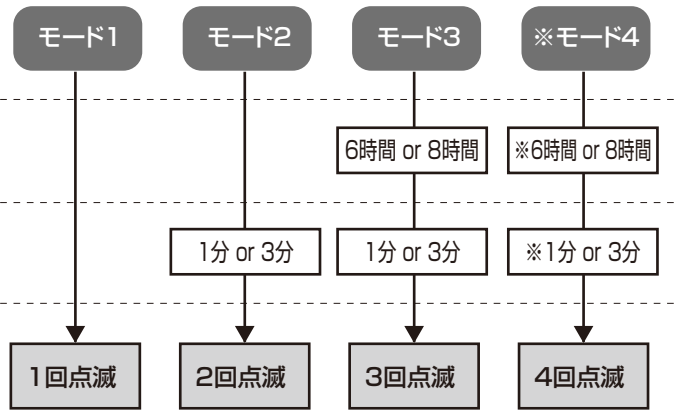 モード1
モード2
モード3
※モード4
6時間 or 8時間
※6時間 or 8時間
1分 or 3分
1分 or 3分
※1分 or 3分
1回点滅
2回点滅
3回点滅
4回点滅